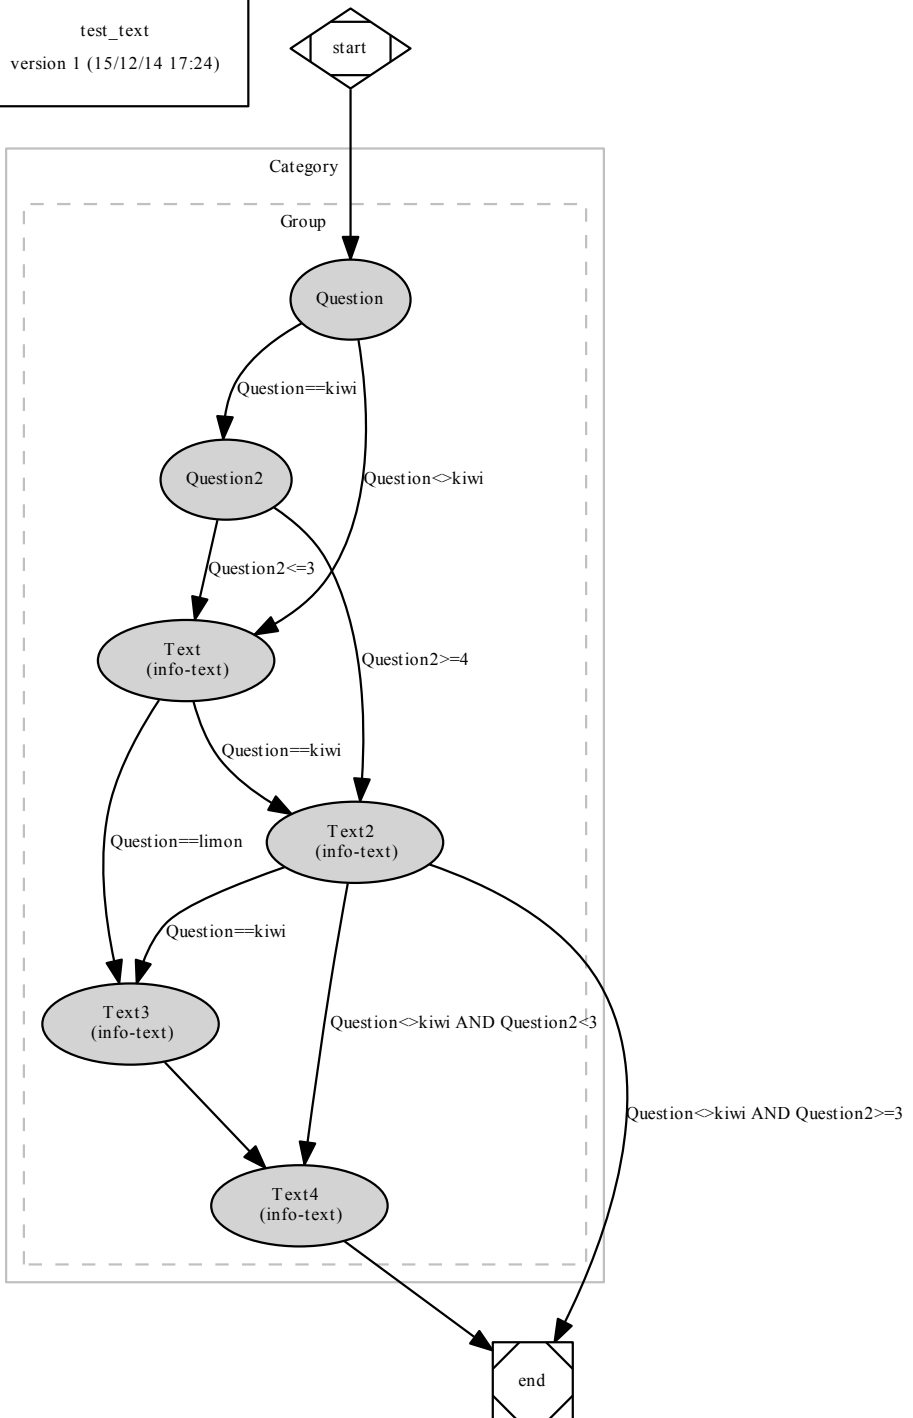 test_text
version 1 (15/12/14 17:24)
start
Category
Group
Question
Question==kiwi
Question2
Question<>kiwi
Question2<=3
Text
(info-text)
Question2>=4
Question==kiwi
Question==limon
Text2
(info-text)
Question==kiwi
Text3
(info-text)
Question<>kiwi AND Question2<3
Question<>kiwi AND Question2>=3
Text4
(info-text)
end